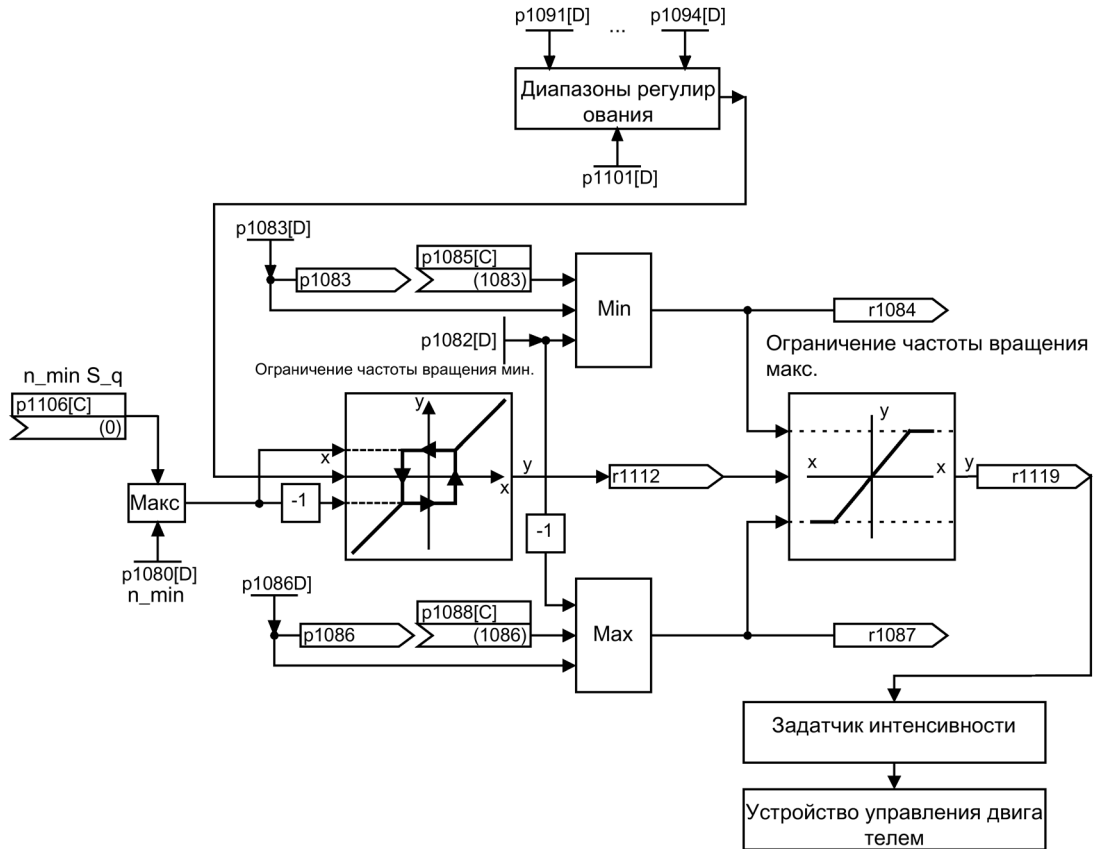 p1091[D] ... p1094[D]
Диапазоны регулир
ования
p1101[D]
p1083[D]
p1083
p1085[C]
(1083)
p1082[D]
Min
r1084
Ограничение частоты вращения
макс.
Ограничение частоты вращения мин.
n_min S_q
p1106[C]
(0)
Макс
p1080[D]
n_min
-1
x
y
x
y
r1112
-1
y
x
x
y
r1119
p1086D]
p1086
p1088[C]
(1086)
Max
r1087
Задатчик интенсивности
Устройство управления двига
телем